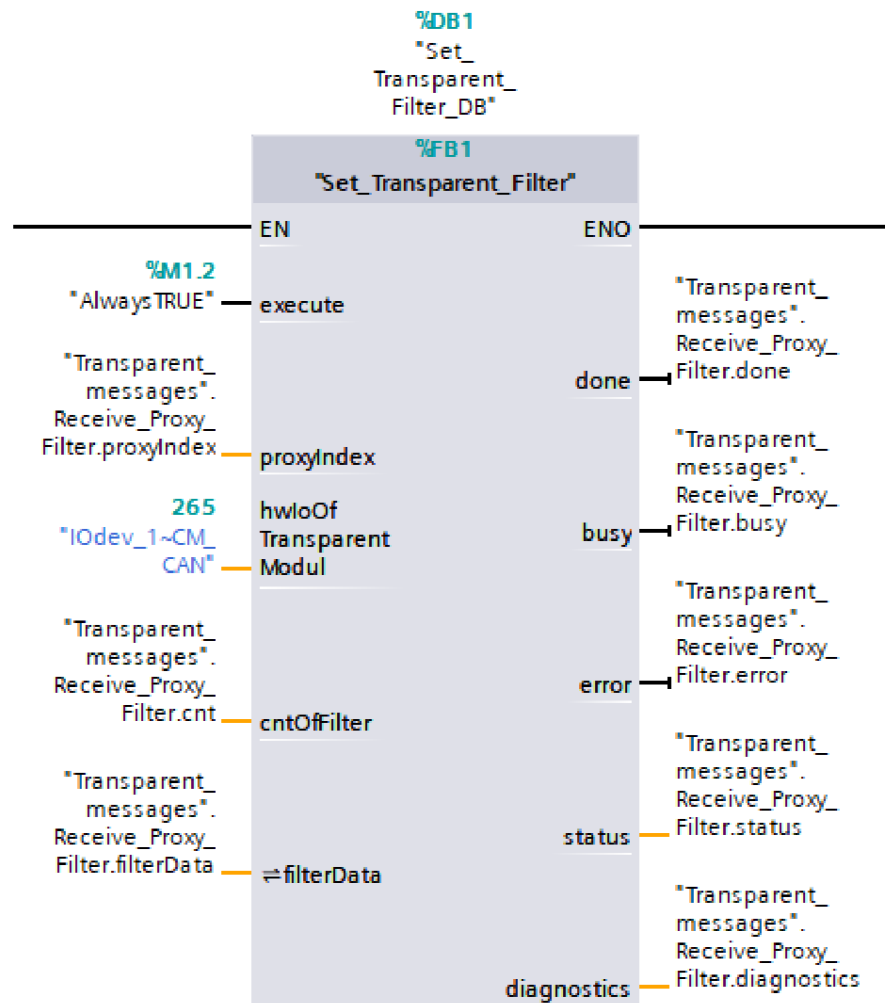 %DB1
"Set_
Transparent_
Filter_DB"
%FB1
"Set_Transparent_Filter"
EN
ENO
%M1.2
"AlwaysTRUE"
execute
"Transparent_
messages".
Receive_Proxy_
Filter.done
done
"Transparent_
messages".
Receive_Proxy_
Filter.proxyIndex
proxyIndex
"Transparent_
messages".
Receive_Proxy_
Filter.busy
busy
265
"IOdev_1~CM_
CAN"
hwIoOf
Transparent
Modul
"Transparent_
messages".
Receive_Proxy_
Filter.error
error
"Transparent_
messages".
Receive_Proxy_
Filter.cnt
cntOfFilter
"Transparent_
messages".
Receive_Proxy_
Filter.status
status
"Transparent_
messages".
Receive_Proxy_
Filter.filterData
⇌filterData
"Transparent_
messages".
Receive_Proxy_
Filter.diagnostics
diagnostics